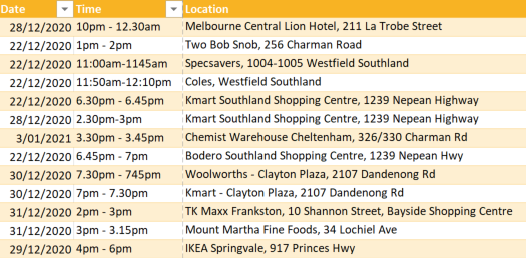 Date Time Location
28/12/2020 10pm - 12.30am Melbourne Central Lion Hotel, 211 La Trobe Street
22/12/2020 1pm - 2pm Two Bob Snob, 256 Charman Road
22/12/2020 11:00am-1145am Specsavers, 1004-1005 Westfield Southland
22/12/2020 11:50am-12:10pm Coles, Westfield Southland
22/12/2020 6.30pm - 6.45pm Kmart Southland Shopping Centre, 1239 Nepean Highway
28/12/2020 2.30pm-3pm Kmart Southland Shopping Centre, 1239 Nepean Highway
3/01/2021 3.30pm - 3.45pm Chemist Warehouse Cheltenham, 326/330 Charman Rd
22/12/2020 6.45pm - 7pm Bodero Southland Shopping Centre, 1239 Nepean Hwy
30/12/2020 7.30pm - 745pm Woolworths - Clayton Plaza, 2107 Dandenong Rd
30/12/2020 7pm - 7.30pm Kmart - Clayton Plaza, 2107 Dandenong Rd
31/12/2020 2pm - 3pm TK Maxx Frankston, 10 Shannon Street, Bayside Shopping Centre
31/12/2020 3pm - 3.15pm Mount Martha Fine Foods, 34 Lochiel Ave
29/12/2020 4pm - 6pm IKEA Springvale, 917 Princes Hwy